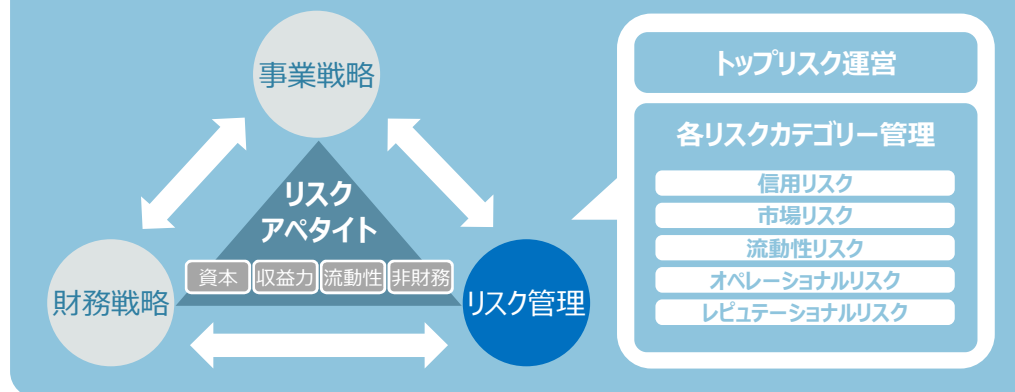 事業戦略
リスク
アペタイト
資本
収益力
流動性
非財務
財務戦略
リスク管理
トップリスク運営
各リスクカテゴリー管理
信用リスク
市場リスク
流動性リスク
オペレーショナルリスク
レピュテーショナルリスク